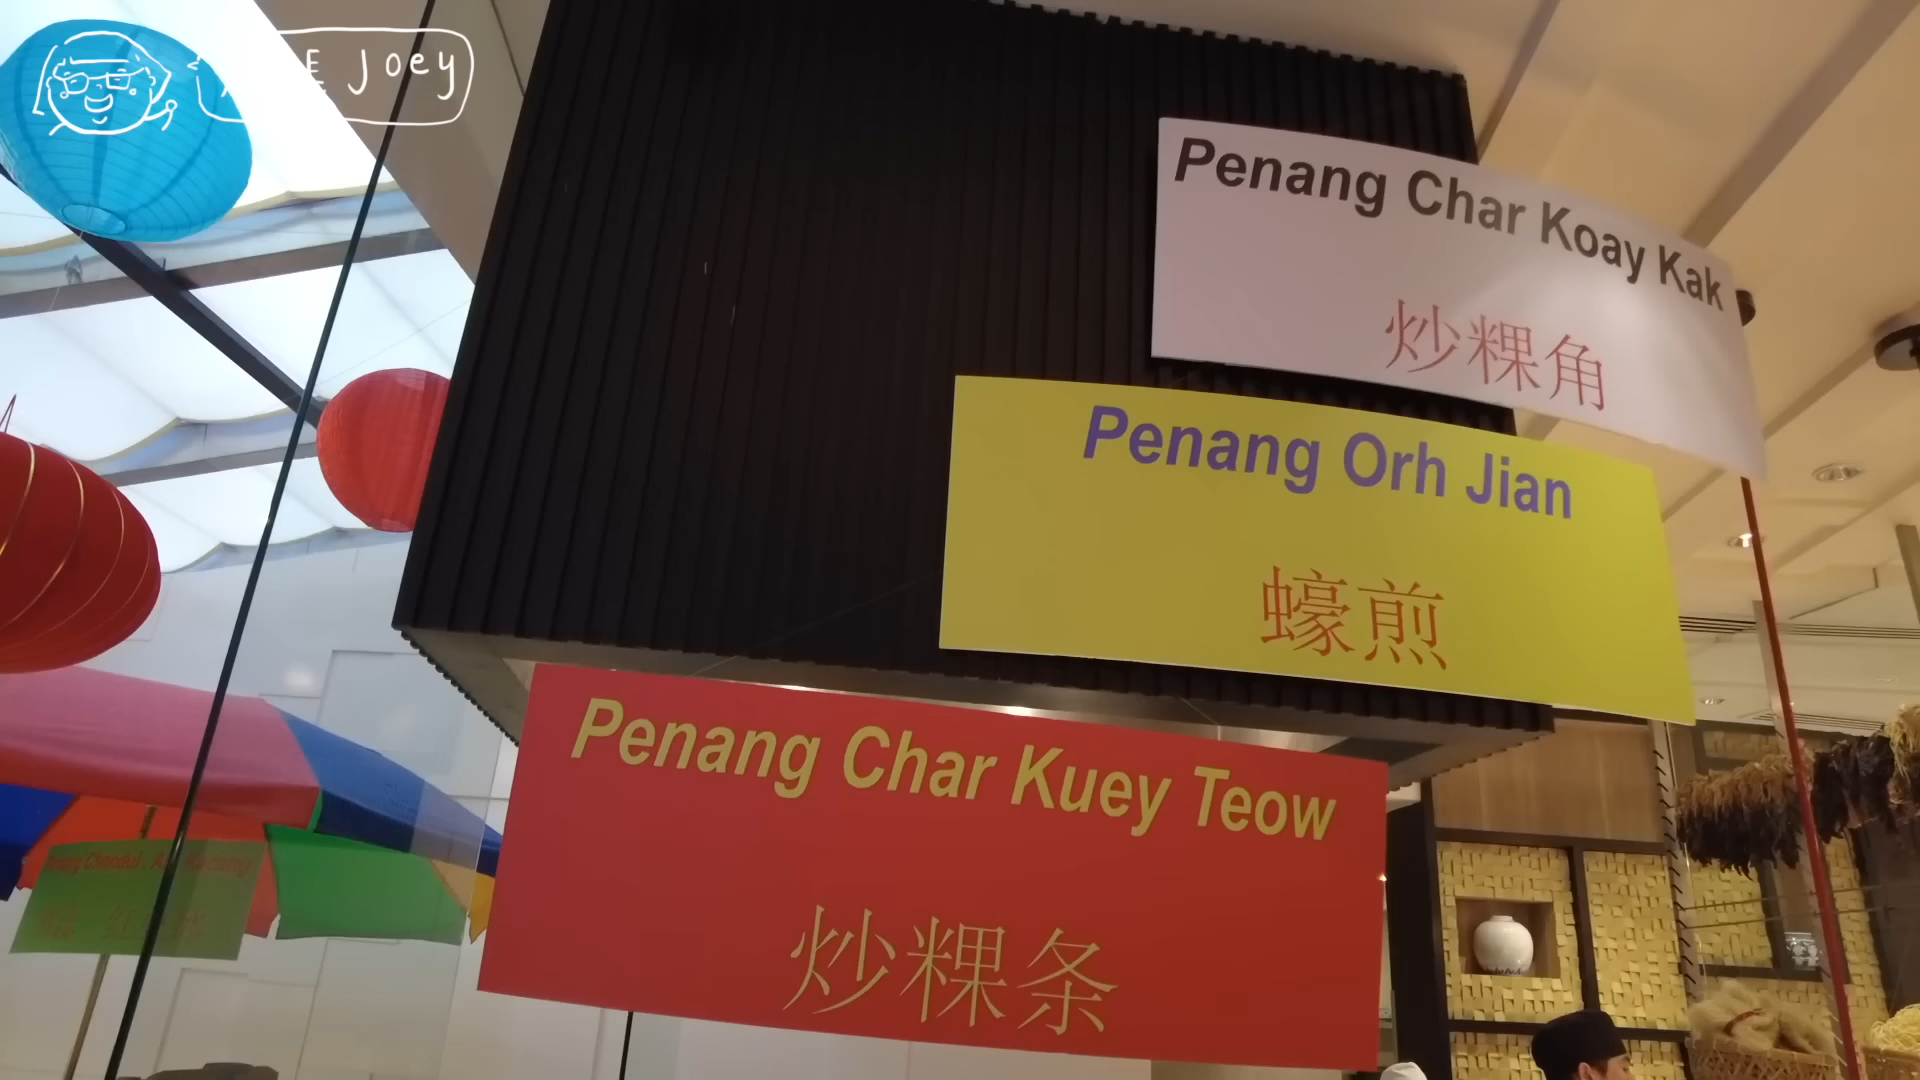 Joey
Penang Char Koay Kak
炒粿角
Penang Orh Jian
蠔煎
Penang Char Kuey Teow
炒粿条